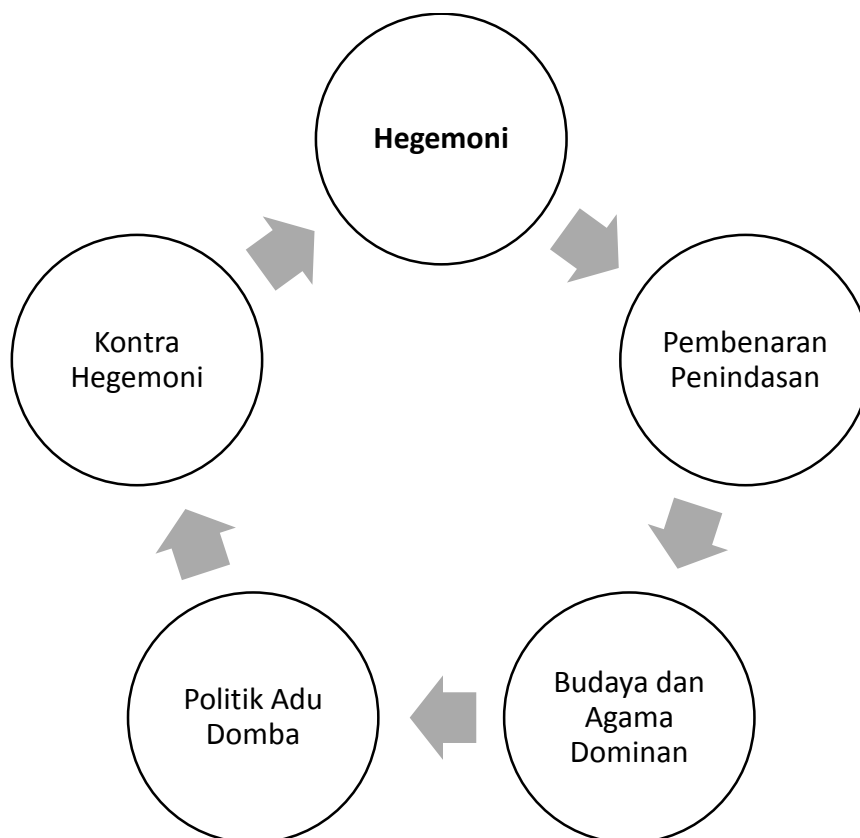 Hegemoni
Pembenaran
Penindasan
Budaya dan
Agama
Dominan
Politik Adu
Domba
Kontra
Hegemoni